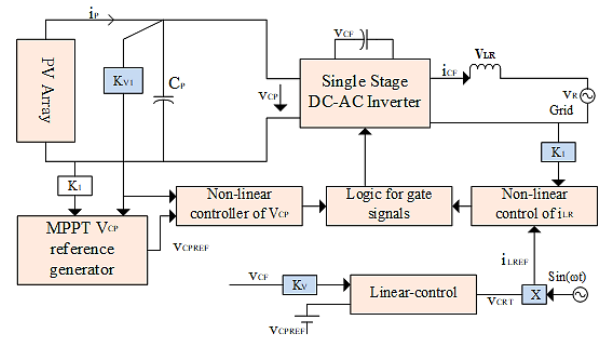 iP
PV Array
KV1
CP
vCP
vCF
Single Stage
DC-AC Inverter
iCF
VLR
vR
Grid
K1
K1
MPPT VCP
reference
generator
vCPREF
Non-linear
controller of VCP
Logic for gate
signals
Non-linear
control of iLR
iLREF
Sin(ωt)
vCF
Kv
Linear-control
vCRT
X
vCPREF